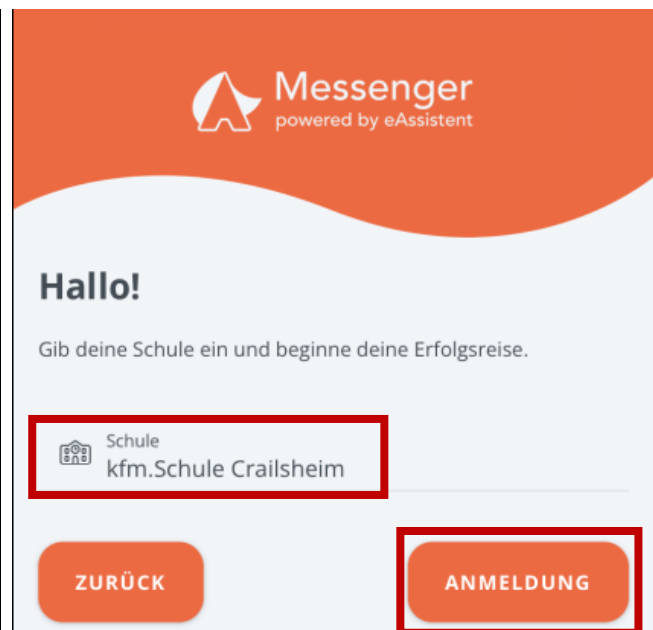 Messenger
powered by eAssistent
Hallo!
Gib deine Schule ein und beginne deine Erfolgsreise.
Schule
kfm.Schule Crailsheim
ZURÜCK
ANMELDUNG